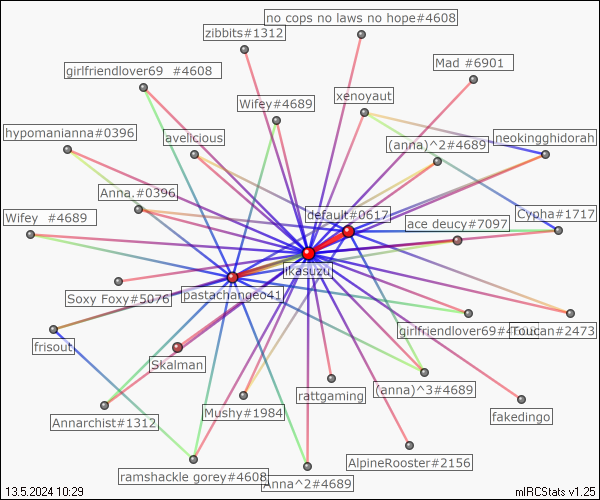 no cops no laws no hope#4608
zibbits#1312
girlfriendlover69 #4608
Mad #6901
Wifey#4689
xenoyaut
hypomanianna#0396
avelicious
(anna)^2#4689
neokingghidorah
Anna.#0396
default#0617
Wifey #4689
ace deucy#7097
Cypha#1717
ikasuzu
Soxy Foxy#5076
pastachangeo41
girlfriendlover69#4
Toucan#2473
frisout
Skalman
(anna)^3#4689
rattgaming
Annarchist#1312
Mushy#1984
fakedingo
AlpineRooster#2156
ramshackle gorey#4608
Anna^2#4689
13.5.2024 10:29
mIRCStats v1.25